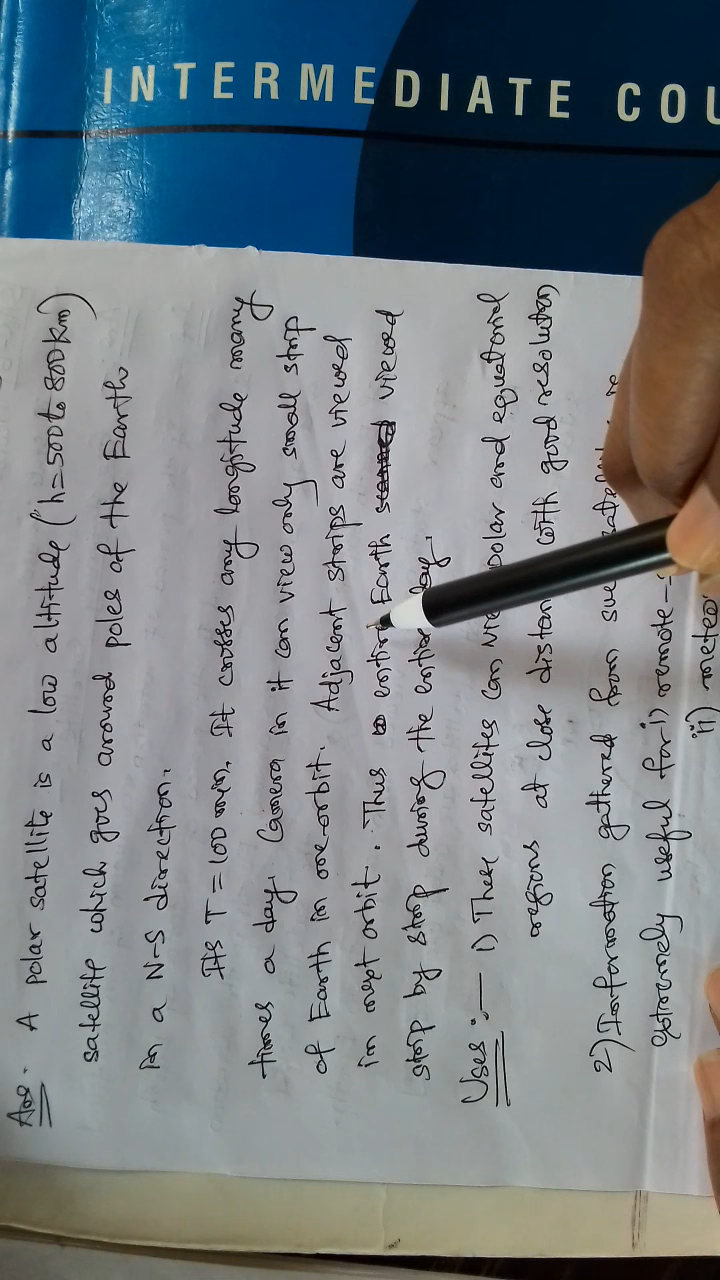 INTERMEDIATE COU
Ans. A polar satellite is a low altitude (h=500 to 800 km)
satellite which goes around poles of the Earth
in a N-S direction.
Its T = 100 min. It crosses any longitude many
times a day. Camera in it can view only small strip
of Earth in one orbit. Adjacent strips are viewed
in next orbit. Thus entire Earth viewed
strip by strip during the entire day.
Uses :— 1) These satellites can view polar and equatorial
regions at close distan with good resolution
2) Information gathered from
extremely useful for i) remote-
ii) meteo